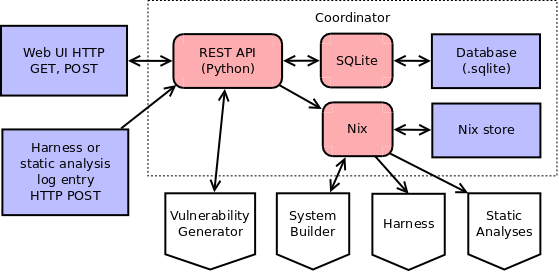 Coordinator
Web UI HTTP
GET, POST
REST API
(Python)
SQLite
Database
(.sqlite)
Nix
Nix store
Harness or
static analysis
log entry
HTTP POST
Vulnerability
Generator
System
Builder
Harness
Static
Analyses